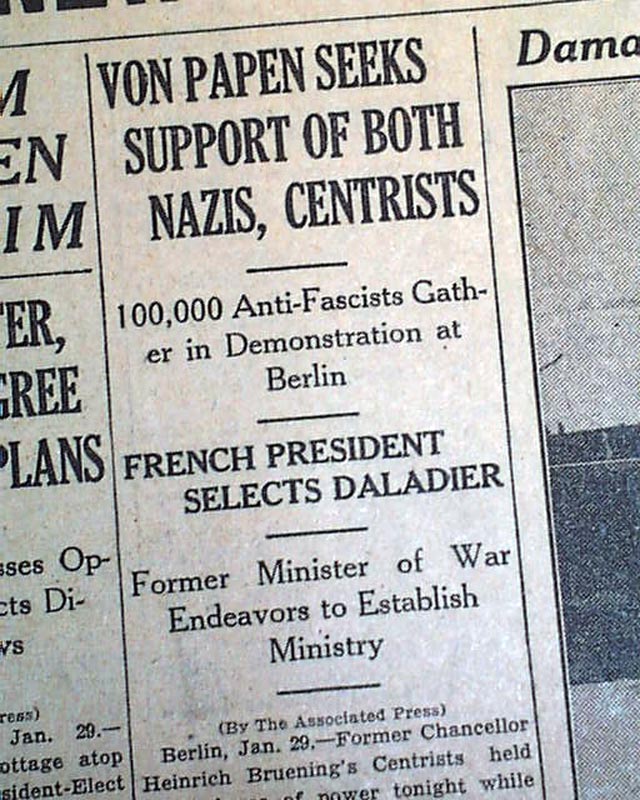 M
EN
IM
TER,
GREE
PLANS
sses Op-
cts Di-
ws
ress)
Jan. 29.—
ottage atop
sident-Elect
VON PAPEN SEEKS
SUPPORT OF BOTH
NAZIS, CENTRISTS
100,000 Anti-Fascists Gath-
er in Demonstration at
Berlin
FRENCH PRESIDENT
SELECTS DALADIER
Former Minister of War
Endeavors to Establish
Ministry
(By The Associated Press)
Berlin, Jan. 29.—Former Chancellor
Heinrich Bruening's Centrists held
of power tonight while
Dama